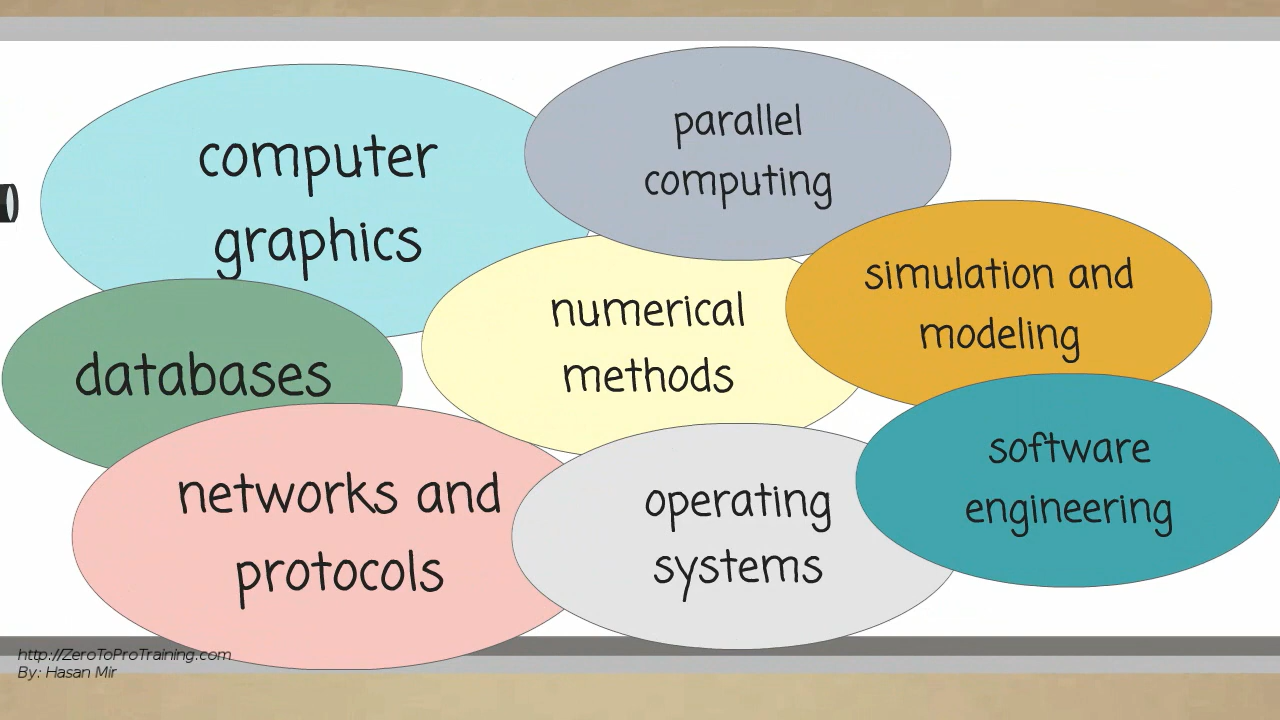 computer
graphics
parallel
computing
simulation and
modeling
numerical
methods
databases
software
engineering
networks and
protocols
operating
systems
http://ZeroToProTraining.com
By: Hasan Mir